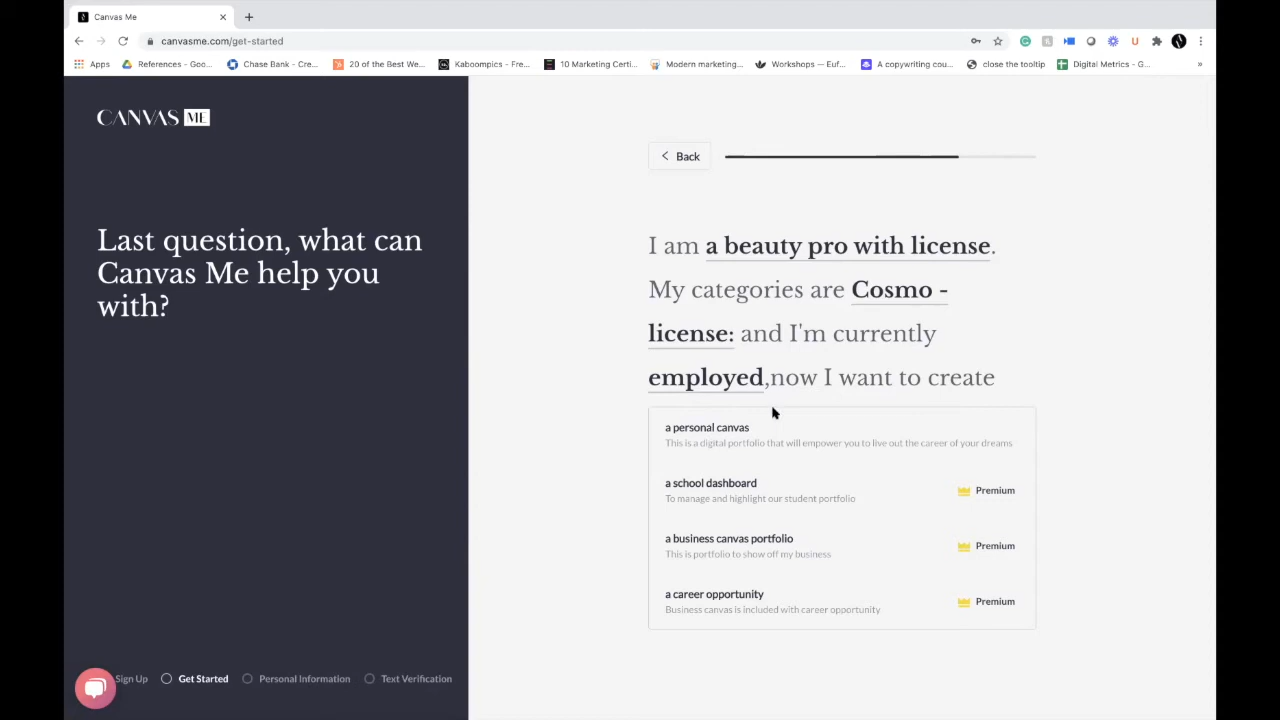 Canvas Me
canvasme.com/get-started
Apps
References - Goo...
Chase Bank - Cre...
20 of the Best We...
Kaboompics - Fre...
10 Marketing Certi...
Modern marketing...
Workshops — Euf...
A copywriting cou...
close the tooltip
Digital Metrics - G...
»
CANVAS ME
Last question, what can
Canvas Me help you
with?
Back
I am a beauty pro with license.
My categories are Cosmo -
license: and I'm currently
employed,now I want to create
a personal canvas
This is a digital portfolio that will empower you to live out the career of your dreams
a school dashboard
To manage and highlight our student portfolio
Premium
a business canvas portfolio
This is portfolio to show off my business
Premium
a career opportunity
Business canvas is included with career opportunity
Premium
Sign Up
Get Started
Personal Information
Text Verification